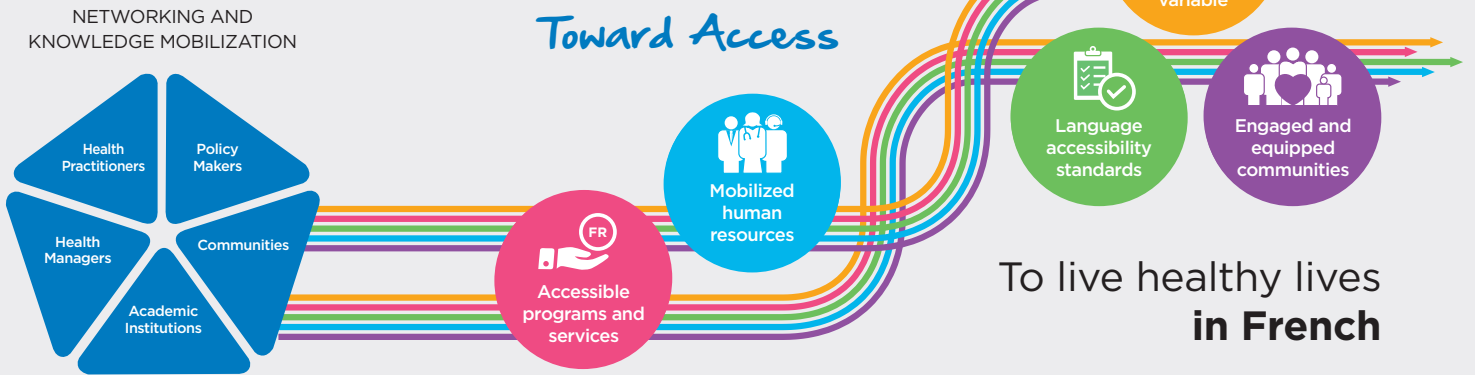 NETWORKING AND
KNOWLEDGE MOBILIZATION
Health
Practitioners
Policy
Makers
Health
Managers
Communities
Academic
Institutions
Toward Access
FR
Accessible
programs and
services
Mobilized
human
resources
variable
Language
accessibility
standards
Engaged and
equipped
communities
To live healthy lives
in French